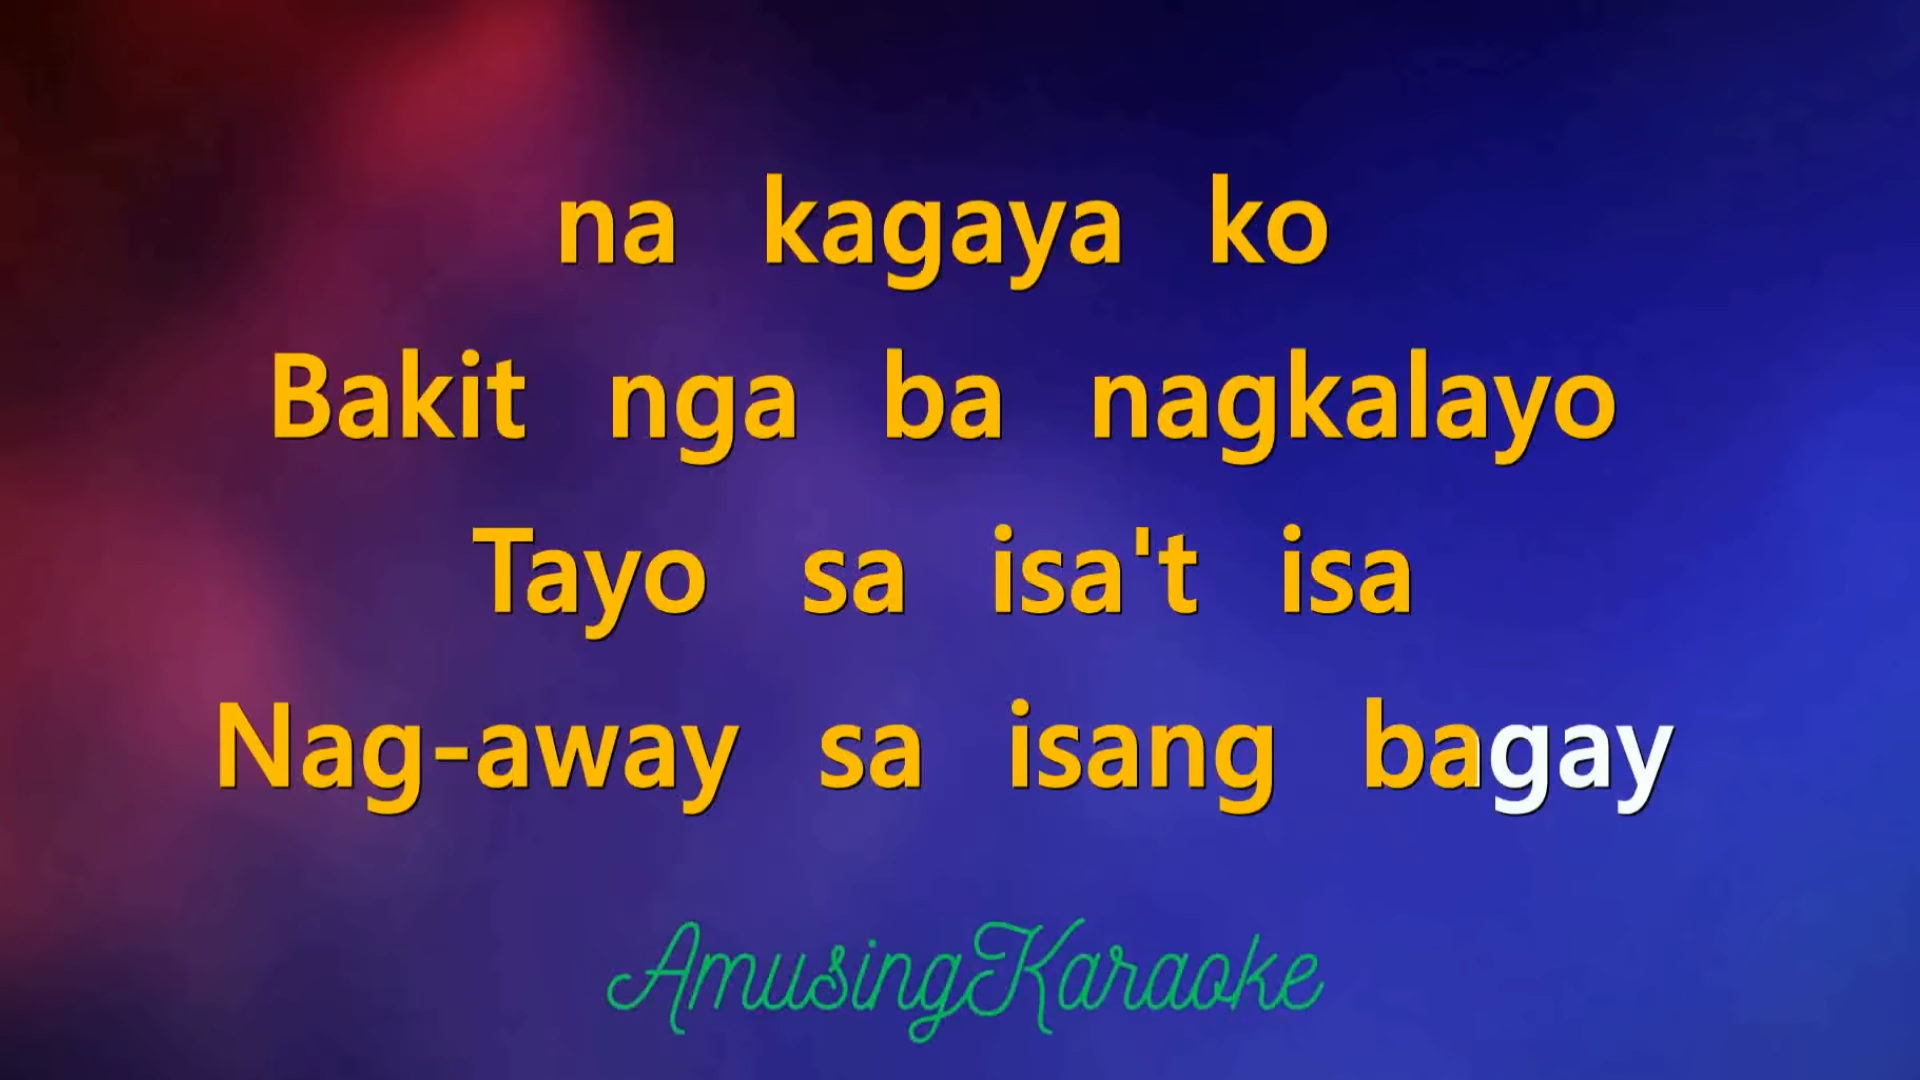 na kagaya ko
Bakit nga ba nagkalayo
Tayo sa isa't isa
Nag-away sa isang bagay
AmusingKaraoke